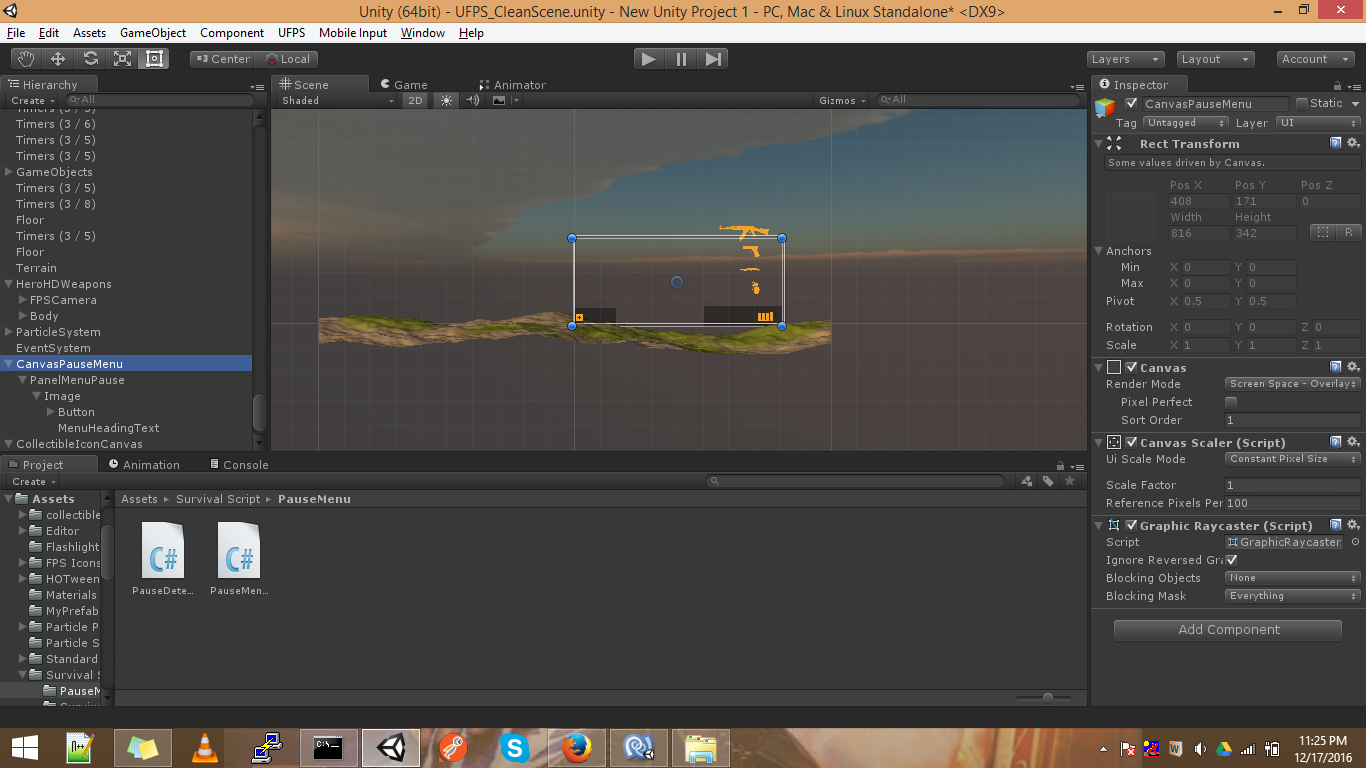 Unity (64bit) - UFPS_CleanScene.unity - New Unity Project 1 - PC, Mac & Linux Standalone* <DX9>
File Edit Assets GameObject Component UFPS Mobile Input Window Help
Center Local Layers Layout Account
Hierarchy
Create All
Timers (3 / 6)
Timers (3 / 5)
Timers (3 / 5)
GameObjects
Timers (3 / 5)
Timers (3 / 8)
Floor
Timers (3 / 5)
Floor
Terrain
HeroHDWeapons
FPSCamera
Body
ParticleSystem
EventSystem
CanvasPauseMenu
PanelMenuPause
Image
Button
MenuHeadingText
CollectibleIconCanvas
Scene Game Animator
Shaded 2D Gizmos All
Inspector
CanvasPauseMenu Static
Tag Untagged Layer UI
Rect Transform
Some values driven by Canvas.
Pos X Pos Y Pos Z
408 171 0
Width Height
816 342 R
Anchors
Min X 0 Y 0
Max X 0 Y 0
Pivot X 0.5 Y 0.5
Rotation X 0 Y 0 Z 0
Scale X 1 Y 1 Z 1
Canvas
Render Mode Screen Space - Overlay
Pixel Perfect
Sort Order 1
Canvas Scaler (Script)
Ui Scale Mode Constant Pixel Size
Scale Factor 1
Reference Pixels Per 100
Graphic Raycaster (Script)
Script GraphicRaycaster
Ignore Reversed Gra
Blocking Objects None
Blocking Mask Everything
Add Component
Project Animation Console
Create
Assets
collectible
Editor
Flashlight
FPS Icons
HOTween
Materials
MyPrefab
Particle P
Particle S
Standard
Survival S
PauseM
Assets Survival Script PauseMenu
C# C#
PauseDete... PauseMen...
C:\_
S
W
11:25 PM
12/17/2016